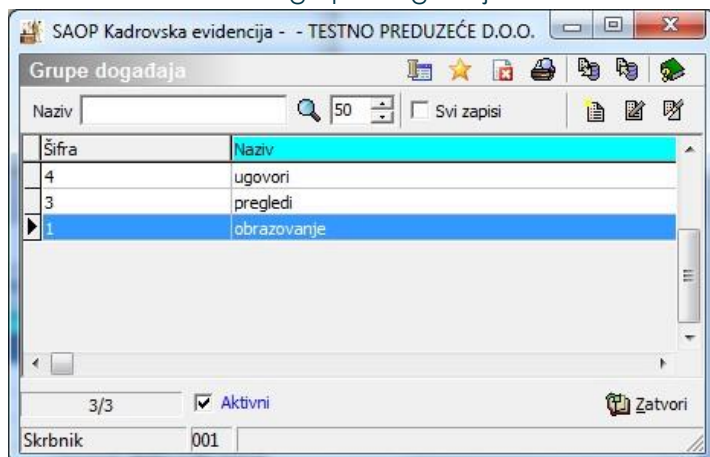 SAOP Kadrovska evidencija - - TESTNO PREDUZEĆE D.O.O.
Grupe događaja
Naziv 50 Svi zapisi
Šifra Naziv
4 ugovori
3 pregledi
1 obrazovanje
3/3 Aktivni Zatvori
Skrbnik 001